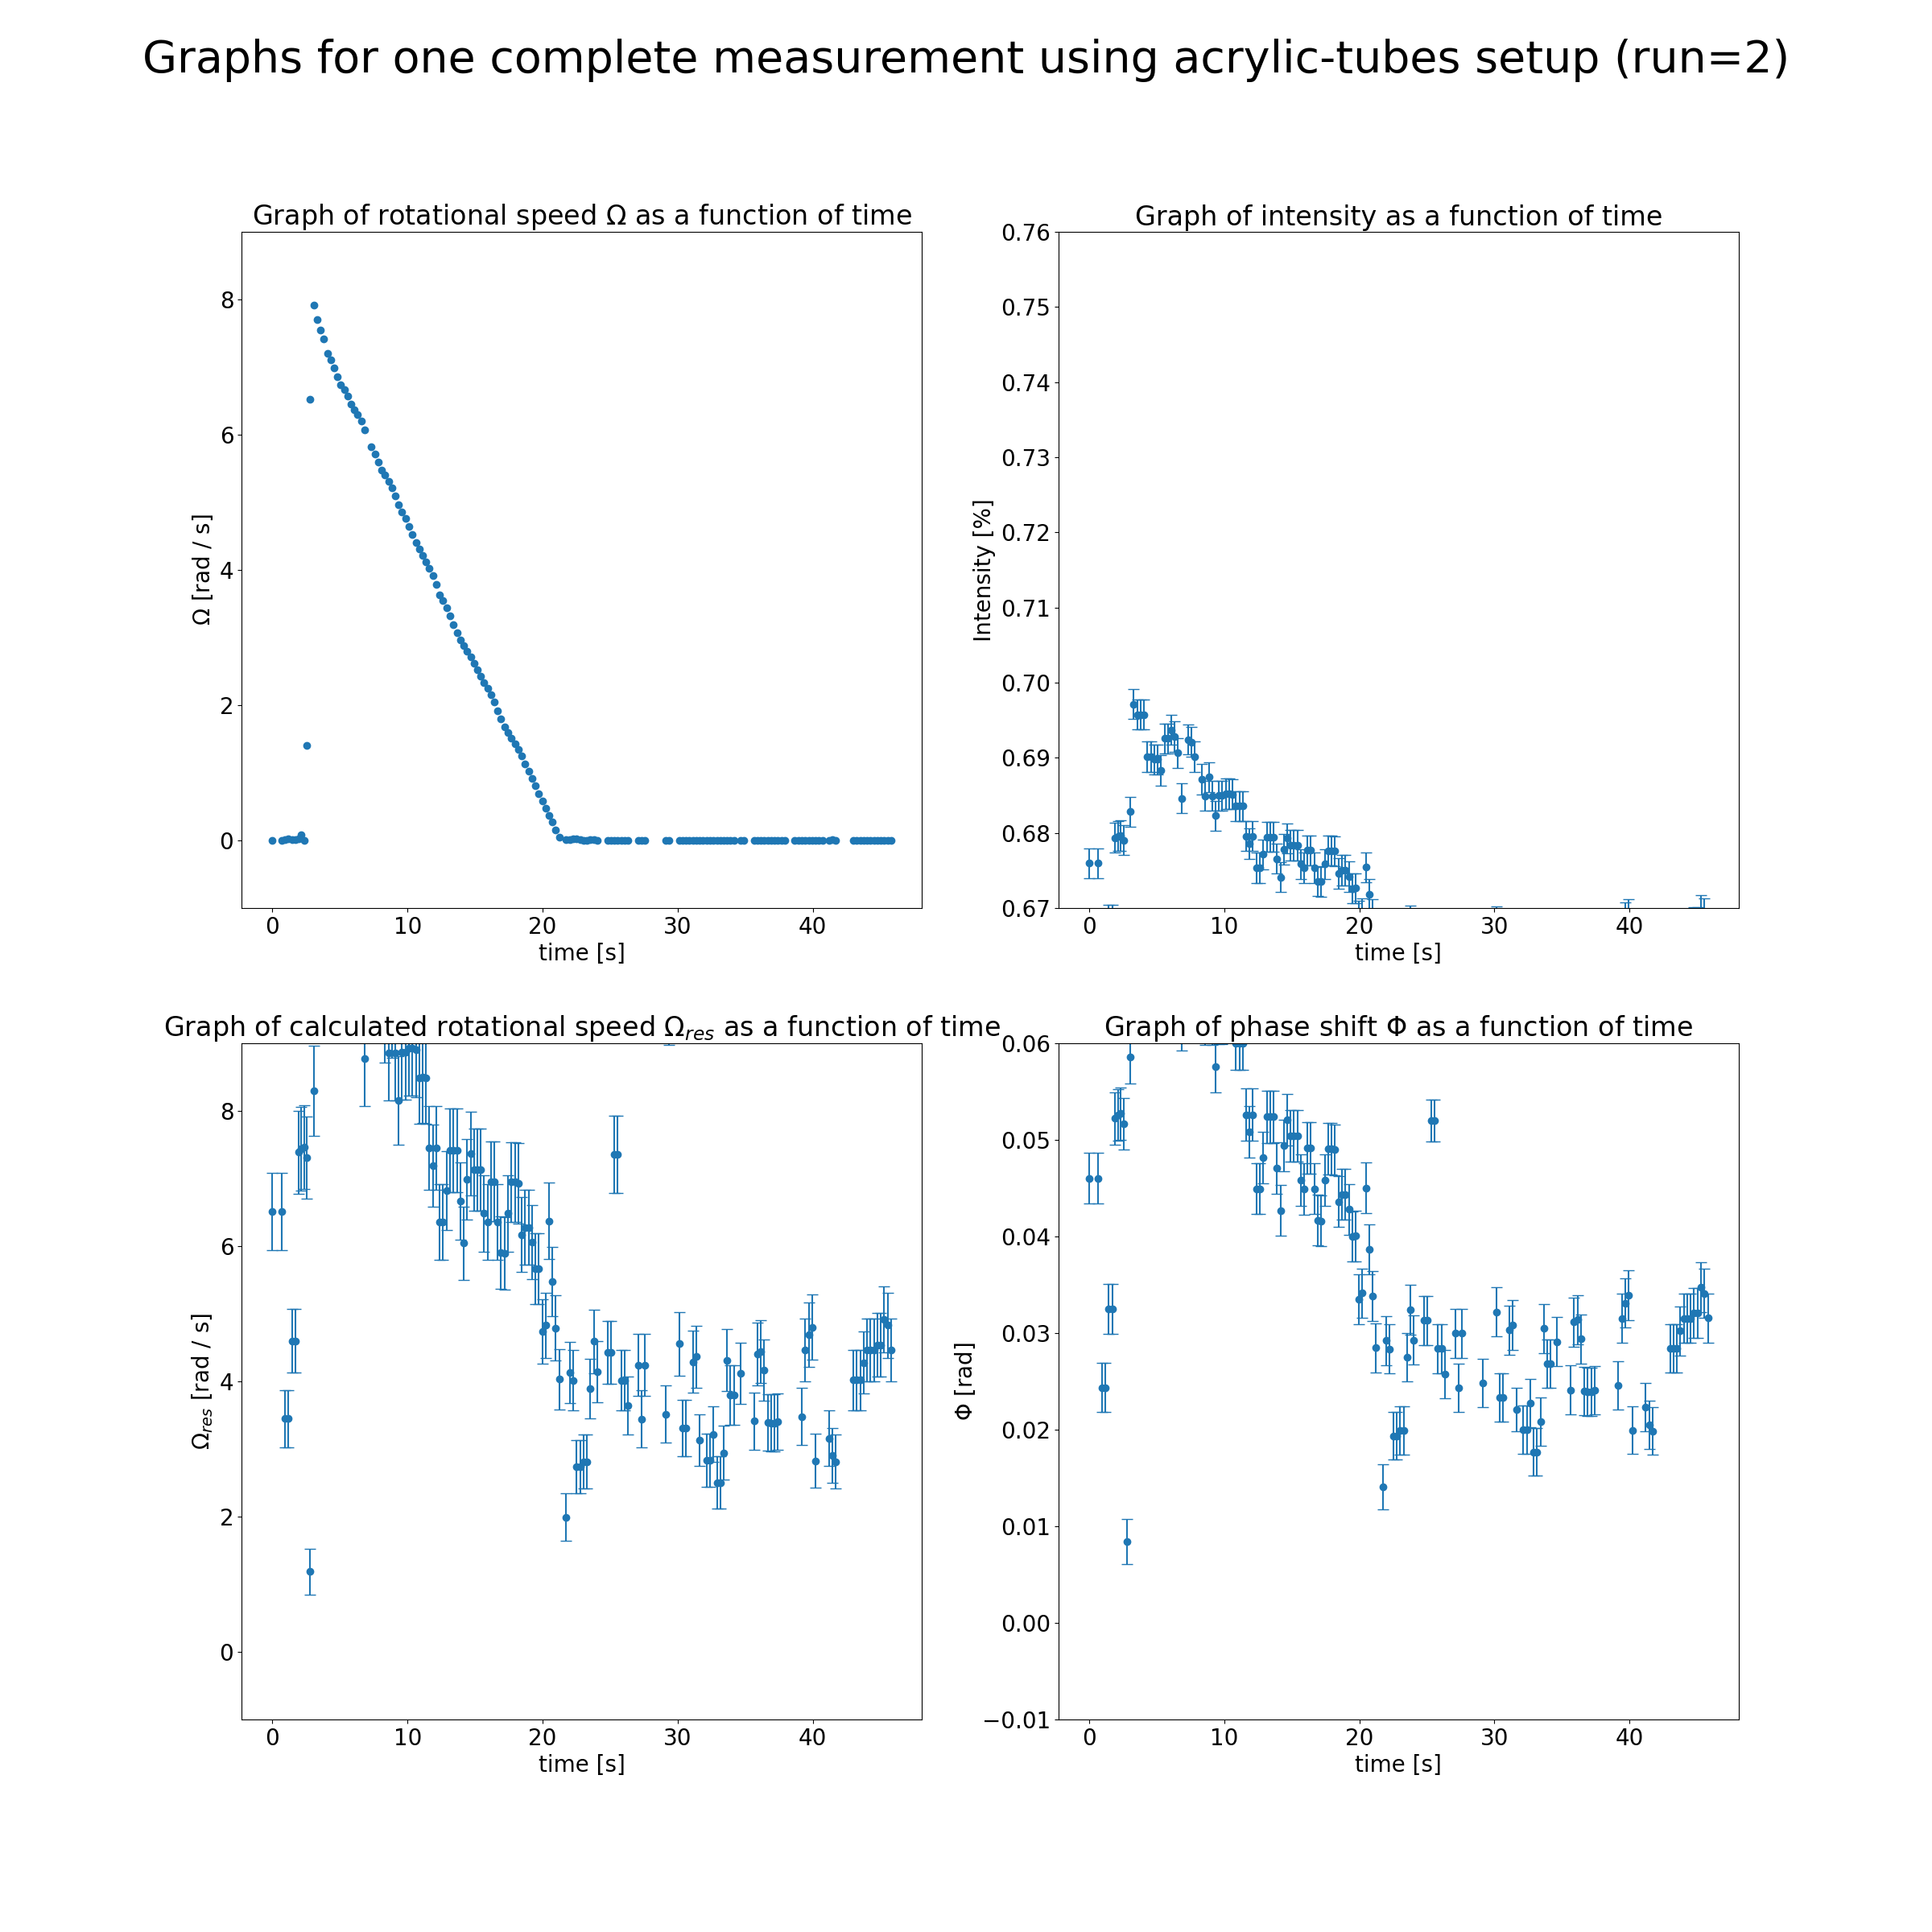 Graphs for one complete measurement using acrylic-tubes setup (run=2)
Graph of rotational speed Ω as a function of time
8
6
4
2
0
Ω [rad / s]
0 10 20 30 40
time [s]
Graph of intensity as a function of time
0.76
0.75
0.74
0.73
0.72
0.71
0.70
0.69
0.68
0.67
Intensity [%]
0 10 20 30 40
time [s]
Graph of calculated rotational speed Ω_res as a function of time
8
6
4
2
0
Ω_res [rad / s]
0 10 20 30 40
time [s]
Graph of phase shift Φ as a function of time
0.06
0.05
0.04
0.03
0.02
0.01
0.00
−0.01
Φ [rad]
0 10 20 30 40
time [s]